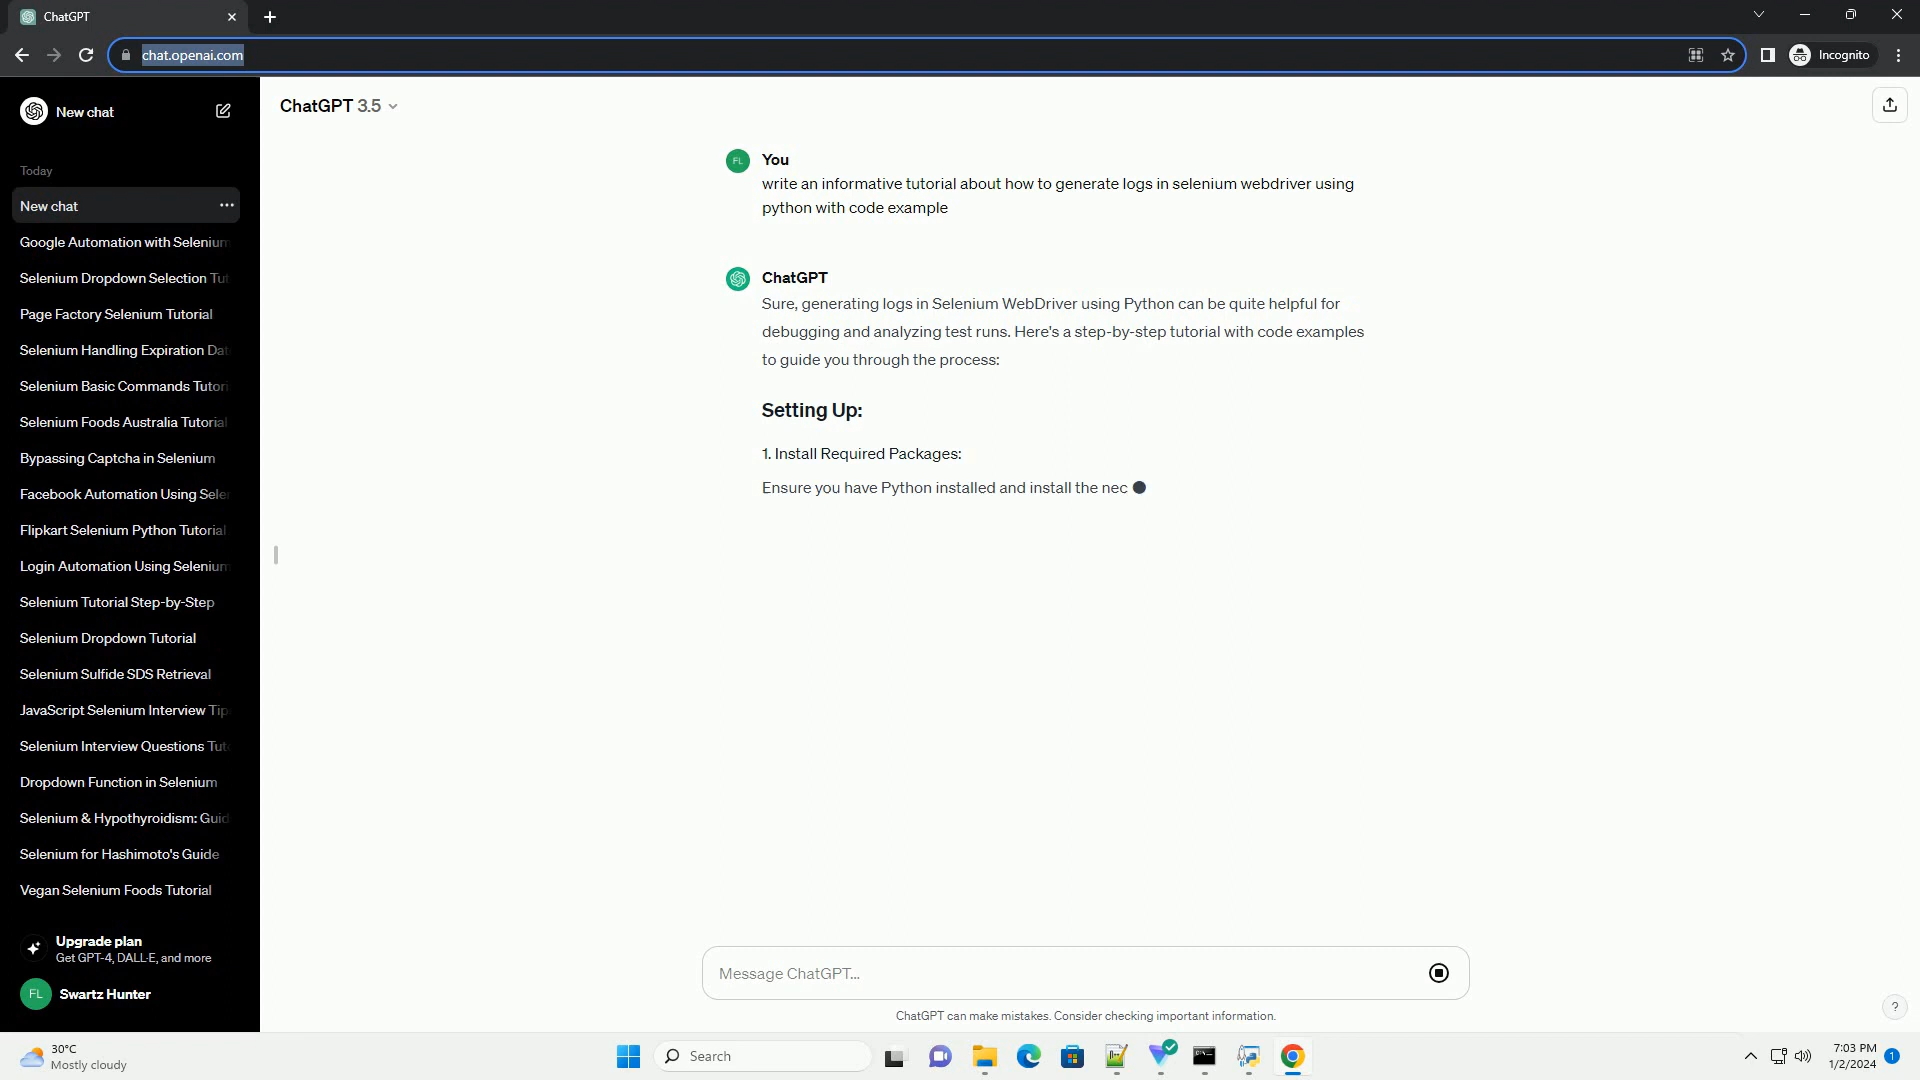 ChatGPT
chat.openai.com
Incognito
New chat
ChatGPT 3.5
Today
New chat
Google Automation with Selenium
Selenium Dropdown Selection Tut
Page Factory Selenium Tutorial
Selenium Handling Expiration Dat
Selenium Basic Commands Tutori
Selenium Foods Australia Tutorial
Bypassing Captcha in Selenium
Facebook Automation Using Sele
Flipkart Selenium Python Tutorial
Login Automation Using Selenium
Selenium Tutorial Step-by-Step
Selenium Dropdown Tutorial
Selenium Sulfide SDS Retrieval
JavaScript Selenium Interview Tip
Selenium Interview Questions Tuto
Dropdown Function in Selenium
Selenium & Hypothyroidism: Guid
Selenium for Hashimoto's Guide
Vegan Selenium Foods Tutorial
Upgrade plan
Get GPT-4, DALL·E, and more
FL
Swartz Hunter
FL
You
write an informative tutorial about how to generate logs in selenium webdriver using
python with code example
ChatGPT
Sure, generating logs in Selenium WebDriver using Python can be quite helpful for
debugging and analyzing test runs. Here's a step-by-step tutorial with code examples
to guide you through the process:
Setting Up:
1. Install Required Packages:
Ensure you have Python installed and install the nec
Message ChatGPT...
ChatGPT can make mistakes. Consider checking important information.
?
30°C
Mostly cloudy
Search
7:03 PM
1/2/2024
1